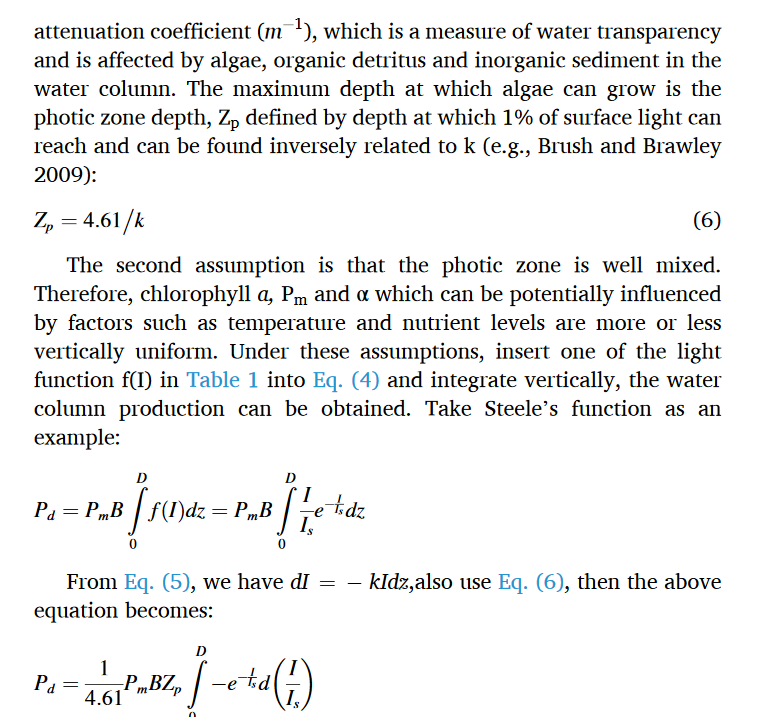 attenuation coefficient (m⁻¹), which is a measure of water transparency
and is affected by algae, organic detritus and inorganic sediment in the
water column. The maximum depth at which algae can grow is the
photic zone depth, Zₚ defined by depth at which 1% of surface light can
reach and can be found inversely related to k (e.g., Brush and Brawley
2009):
Zₚ = 4.61/k (6)
The second assumption is that the photic zone is well mixed.
Therefore, chlorophyll a, Pₘ and α which can be potentially influenced
by factors such as temperature and nutrient levels are more or less
vertically uniform. Under these assumptions, insert one of the light
function f(I) in Table 1 into Eq. (4) and integrate vertically, the water
column production can be obtained. Take Steele's function as an
example:
P_d = PₘB ∫₀ᴰ f(I)dz = PₘB ∫₀ᴰ (I/Iₛ) e^(−I/Iₛ) dz
From Eq. (5), we have dI = − kIdz,also use Eq. (6), then the above
equation becomes:
P_d = (1/4.61) PₘBZₚ ∫₀ᴰ −e^(−I/Iₛ) d(I/Iₛ)